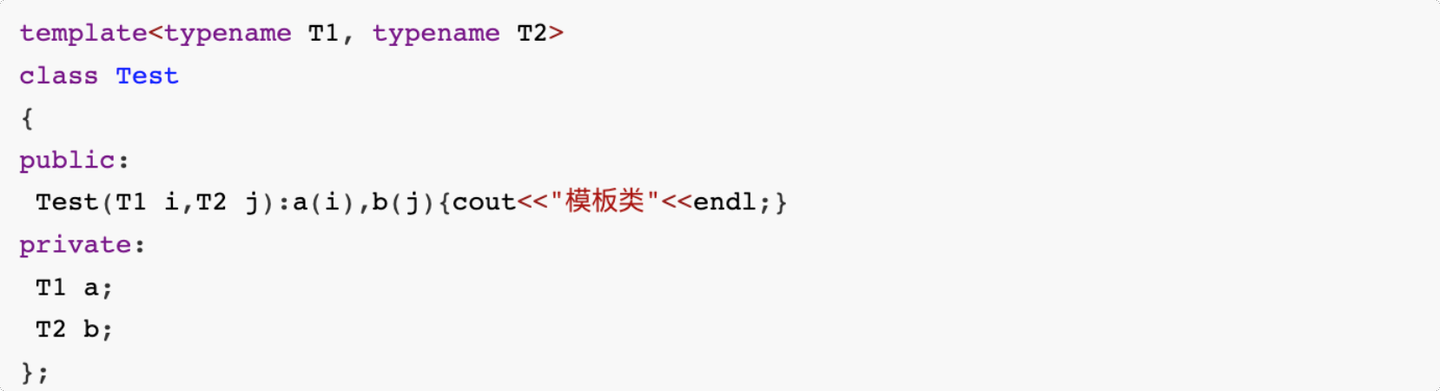 template<typename T1, typename T2>
class Test
{
public:
 Test(T1 i,T2 j):a(i),b(j){cout<<"模板类"<<endl;}
private:
 T1 a;
 T2 b;
};